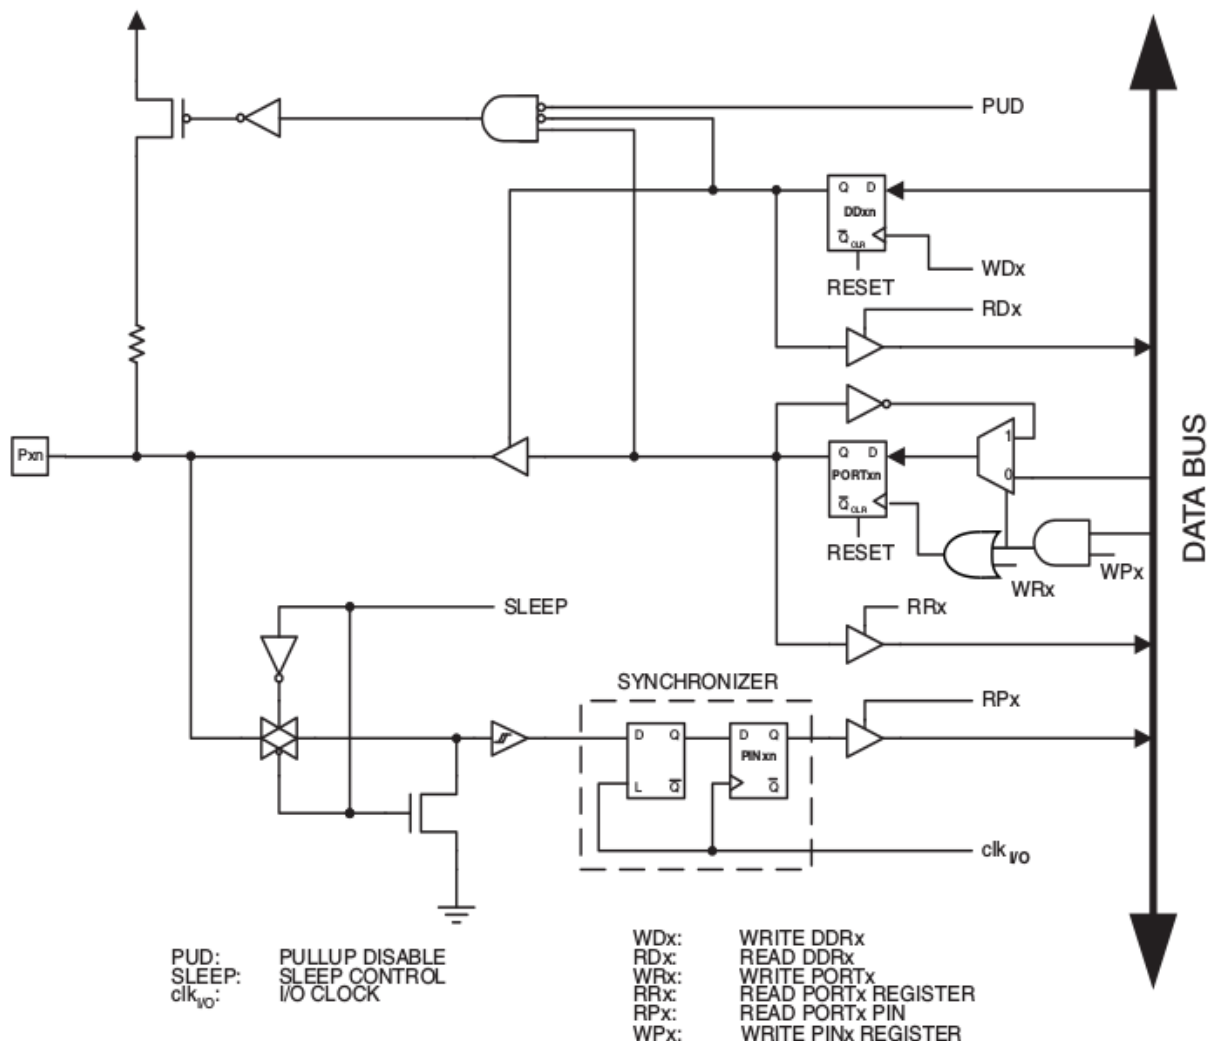 PUD
Q D
DDxn
Q CLR
WDx
RESET
RDx
1
Pxn
Q D
PORTxn
0
Q CLR
RESET
WRx
WPx
DATA BUS
SLEEP
RRx
SYNCHRONIZER
RPx
D Q
D Q
PINxn
L Q
Q
clk I/O
PUD: PULLUP DISABLE
SLEEP: SLEEP CONTROL
clk I/O: I/O CLOCK
WDx: WRITE DDRx
RDx: READ DDRx
WRx: WRITE PORTx
RRx: READ PORTx REGISTER
RPx: READ PORTx PIN
WPx: WRITE PINx REGISTER